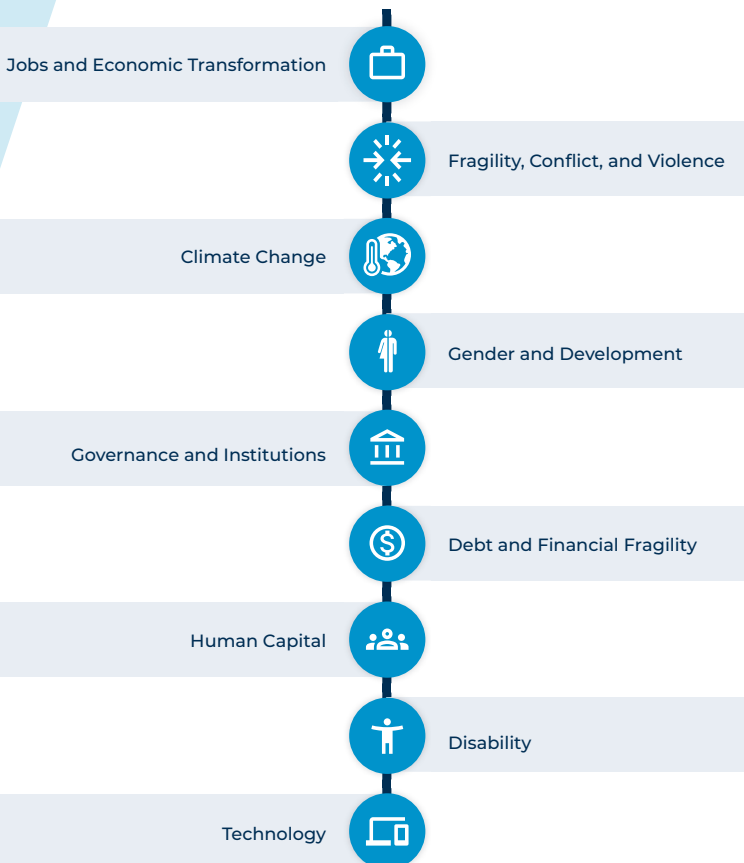 Jobs and Economic Transformation
Fragility, Conflict, and Violence
Climate Change
Gender and Development
Governance and Institutions
Debt and Financial Fragility
Human Capital
Disability
Technology